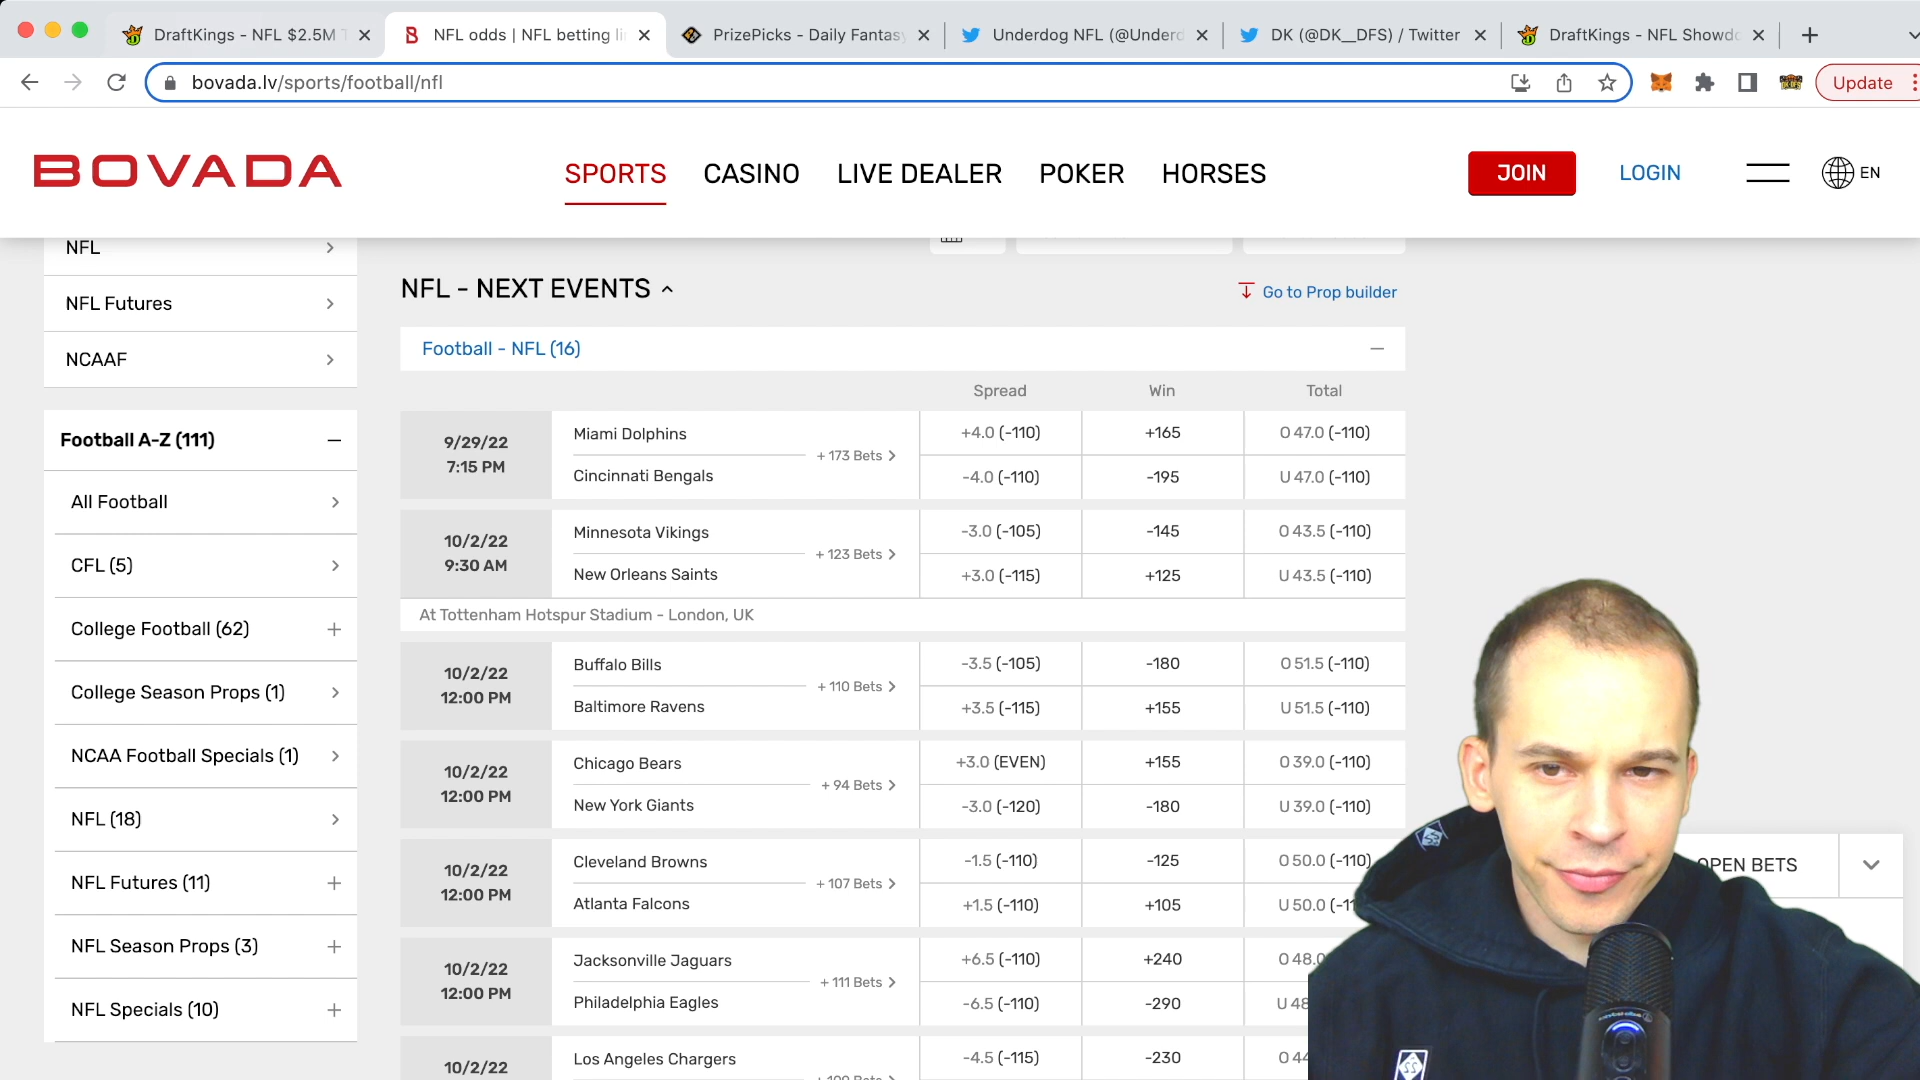 DraftKings - NFL $2.5M T
NFL odds | NFL betting li
PrizePicks - Daily Fantasy
Underdog NFL (@Underd
DK (@DK__DFS) / Twitter
DraftKings - NFL Showdo
bovada.lv/sports/football/nfl
Update
BOVADA
SPORTS
CASINO
LIVE DEALER
POKER
HORSES
JOIN
LOGIN
EN
NFL
NFL Futures
NCAAF
Football A-Z (111)
All Football
CFL (5)
College Football (62)
College Season Props (1)
NCAA Football Specials (1)
NFL (18)
NFL Futures (11)
NFL Season Props (3)
NFL Specials (10)
NFL - NEXT EVENTS
Go to Prop builder
Football - NFL (16)
Spread Win Total
9/29/22
7:15 PM
Miami Dolphins
+ 173 Bets
Cincinnati Bengals
+4.0 (-110) +165 O 47.0 (-110)
-4.0 (-110) -195 U 47.0 (-110)
10/2/22
9:30 AM
Minnesota Vikings
+ 123 Bets
New Orleans Saints
-3.0 (-105) -145 O 43.5 (-110)
+3.0 (-115) +125 U 43.5 (-110)
At Tottenham Hotspur Stadium - London, UK
10/2/22
12:00 PM
Buffalo Bills
+ 110 Bets
Baltimore Ravens
-3.5 (-105) -180 O 51.5 (-110)
+3.5 (-115) +155 U 51.5 (-110)
10/2/22
12:00 PM
Chicago Bears
+ 94 Bets
New York Giants
+3.0 (EVEN) +155 O 39.0 (-110)
-3.0 (-120) -180 U 39.0 (-110)
10/2/22
12:00 PM
Cleveland Browns
+ 107 Bets
Atlanta Falcons
-1.5 (-110) -125 O 50.0 (-110)
+1.5 (-110) +105 U 50.0 (-11
10/2/22
12:00 PM
Jacksonville Jaguars
+ 111 Bets
Philadelphia Eagles
+6.5 (-110) +240 O 48.0
-6.5 (-110) -290 U 48
10/2/22
Los Angeles Chargers
-4.5 (-115) -230 O 44
OPEN BETS